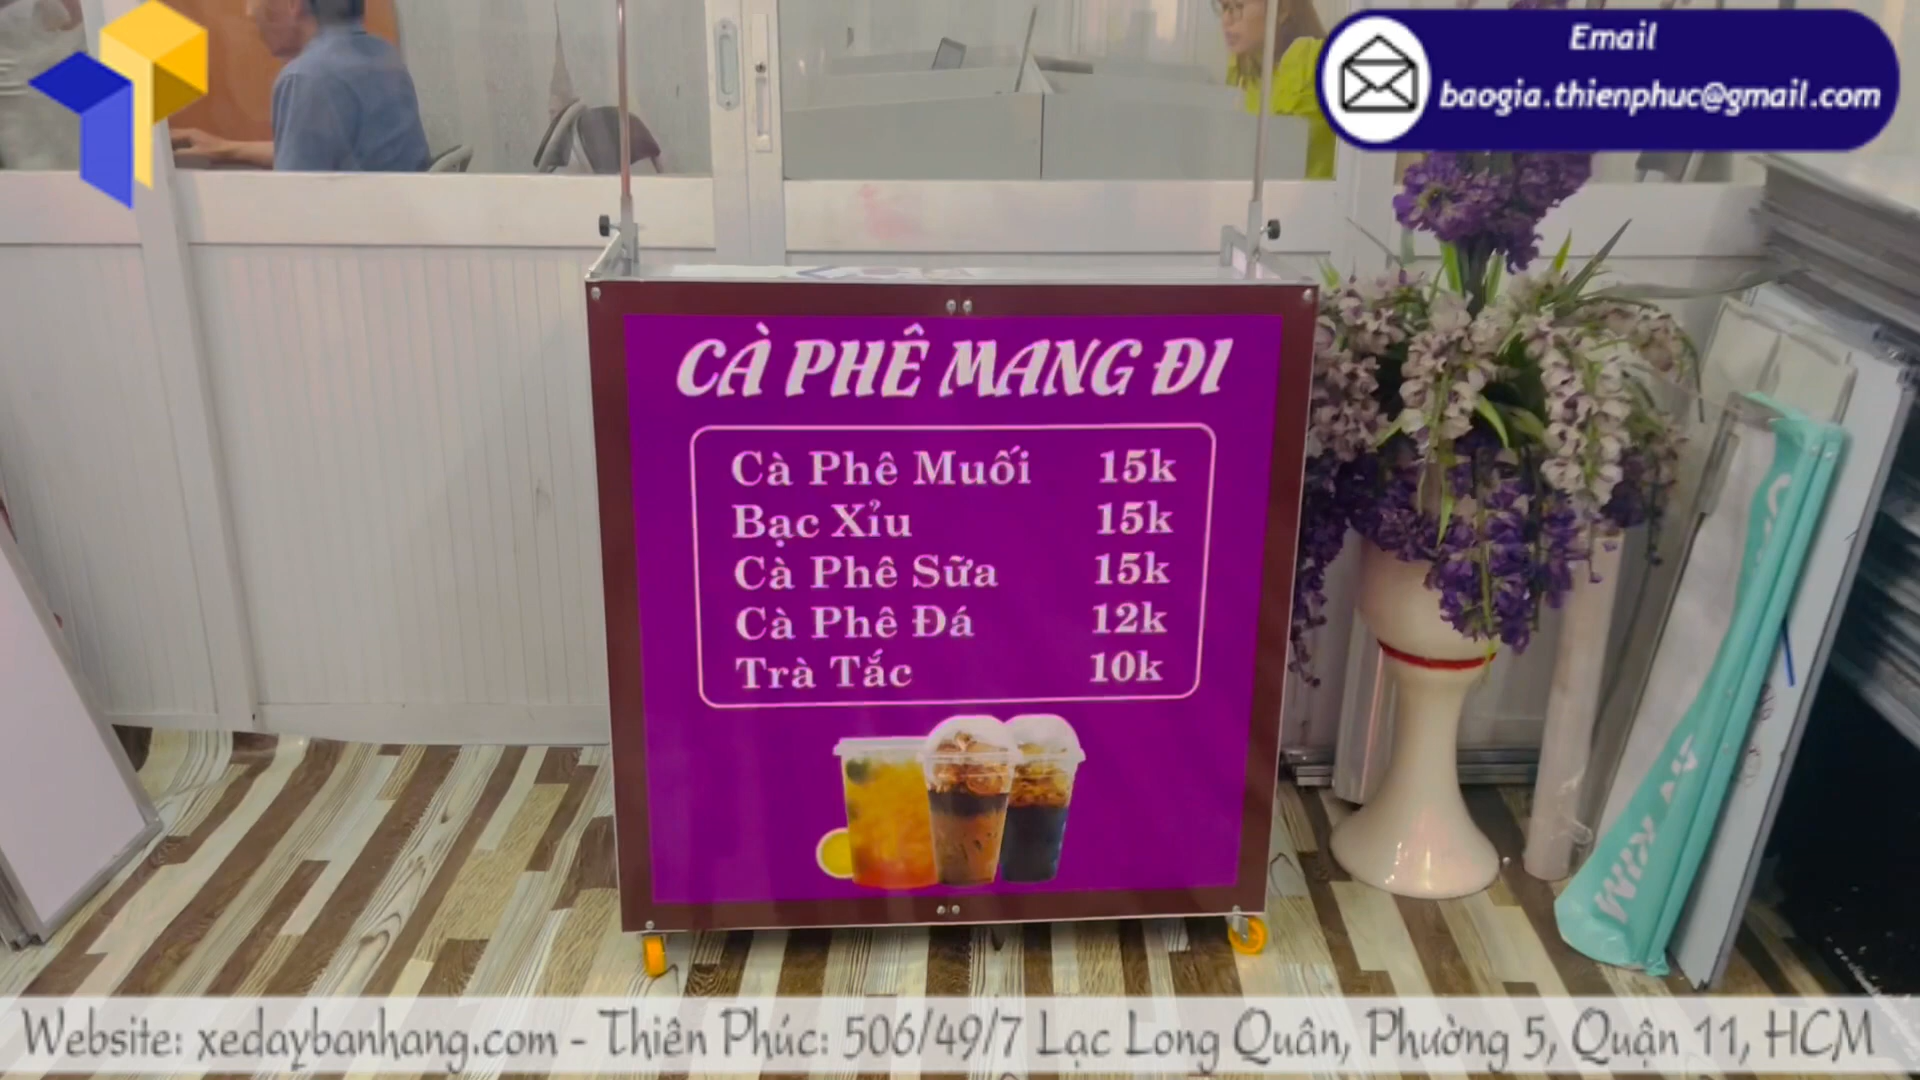 Email
baogia.thienphuc@gmail.com
CÀ PHÊ MANG ĐI
Cà Phê Muối 15k
Bạc Xỉu 15k
Cà Phê Sữa 15k
Cà Phê Đá 12k
Trà Tắc 10k
Website: xedaybanhang.com - Thiên Phúc: 506/49/7 Lạc Long Quân, Phường 5, Quận 11, HCM